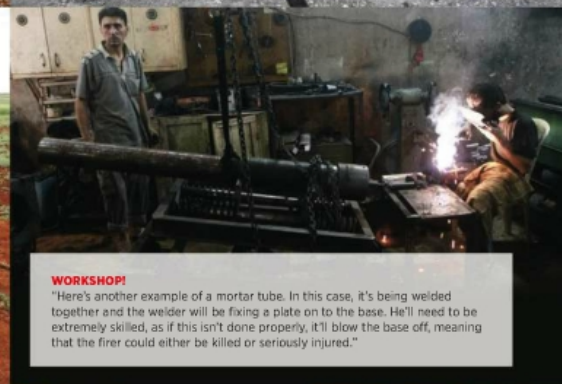 WORKSHOP!
“Here’s another example of a mortar tube. In this case, it’s being welded
together and the welder will be fixing a plate on to the base. He’ll need to be
extremely skilled, as if this isn’t done properly, it’ll blow the base off, meaning
that the firer could either be killed or seriously injured.”